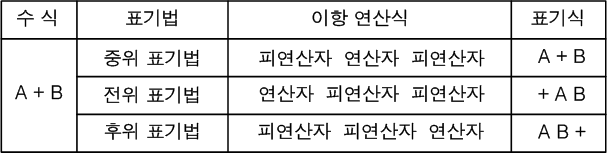 수 식 표기법 이항 연산식 표기식
중위 표기법 피연산자 연산자 피연산자 A + B
A + B 전위 표기법 연산자 피연산자 피연산자 + A B
후위 표기법 피연산자 피연산자 연산자 A B +